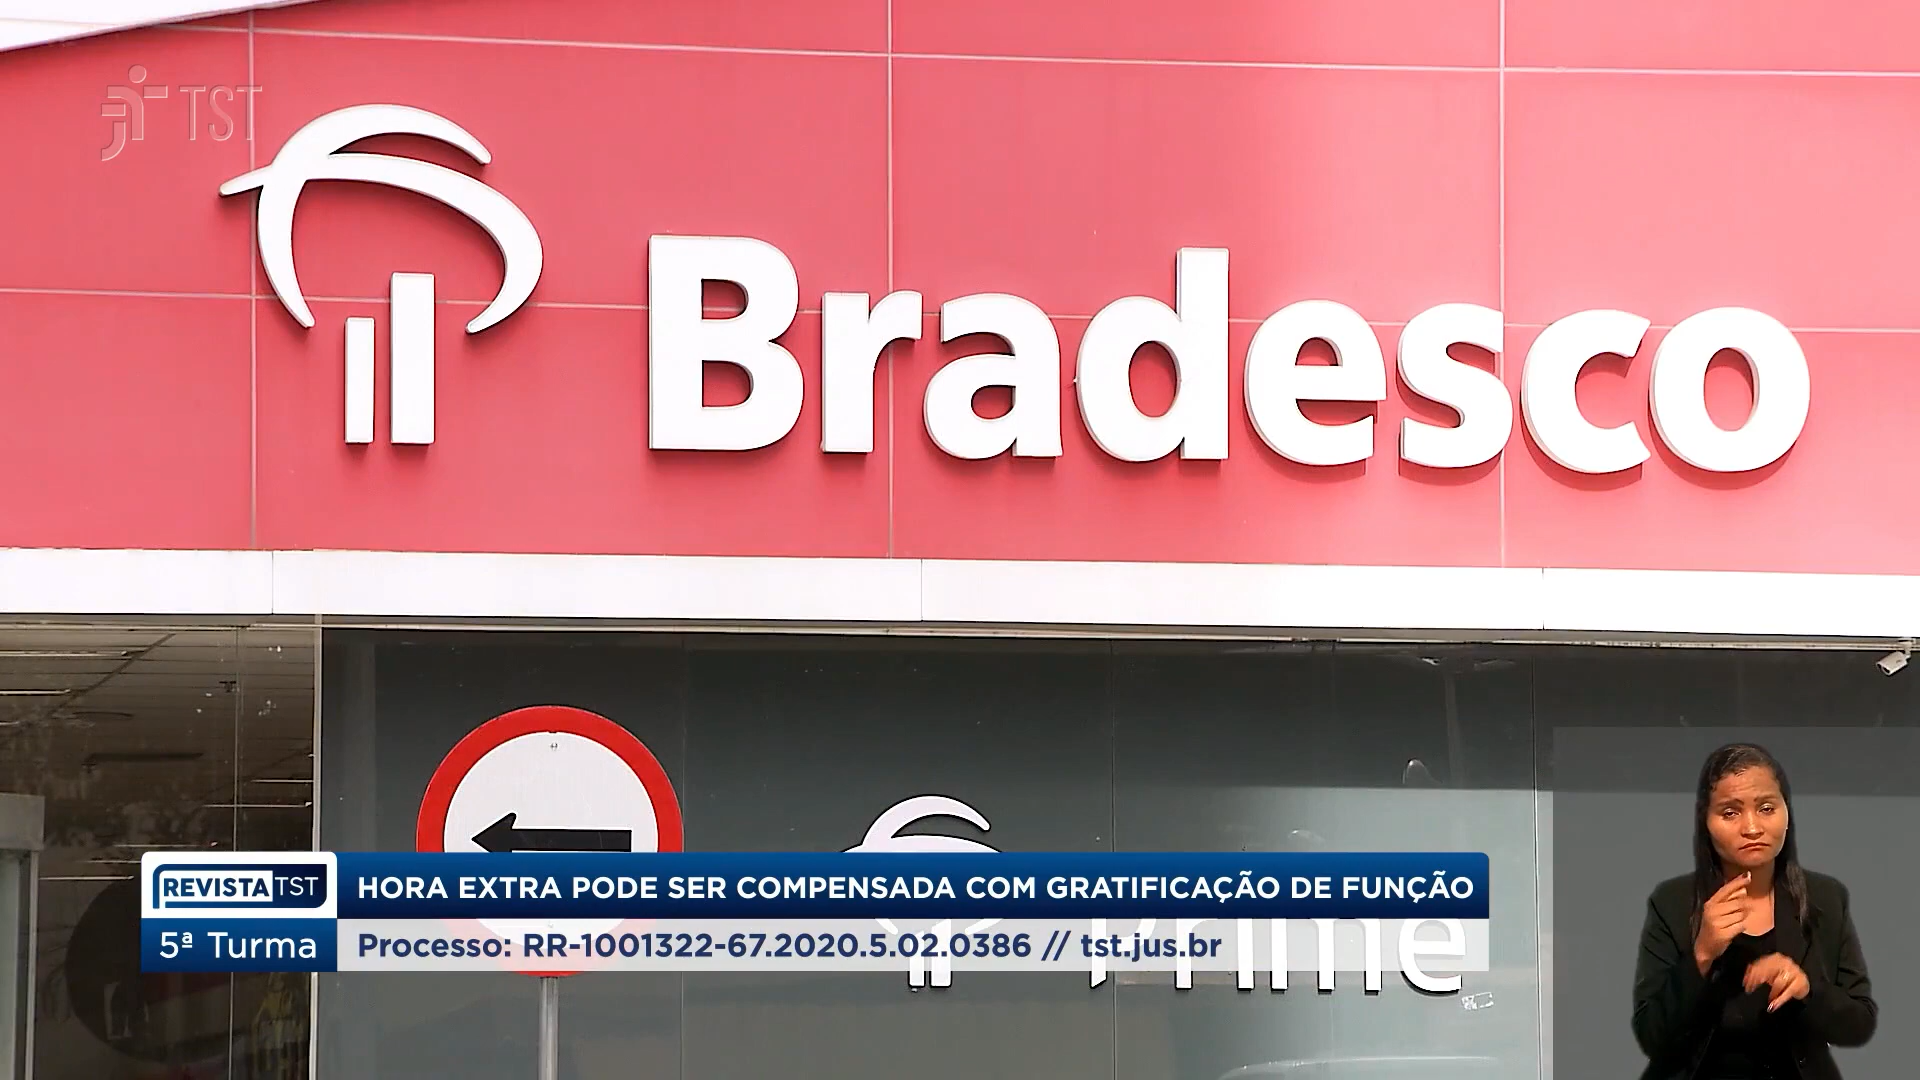 TST
Bradesco
REVISTA TST
HORA EXTRA PODE SER COMPENSADA COM GRATIFICAÇÃO DE FUNÇÃO
5ª Turma
Processo: RR-1001322-67.2020.5.02.0386 // tst.jus.br
Prime